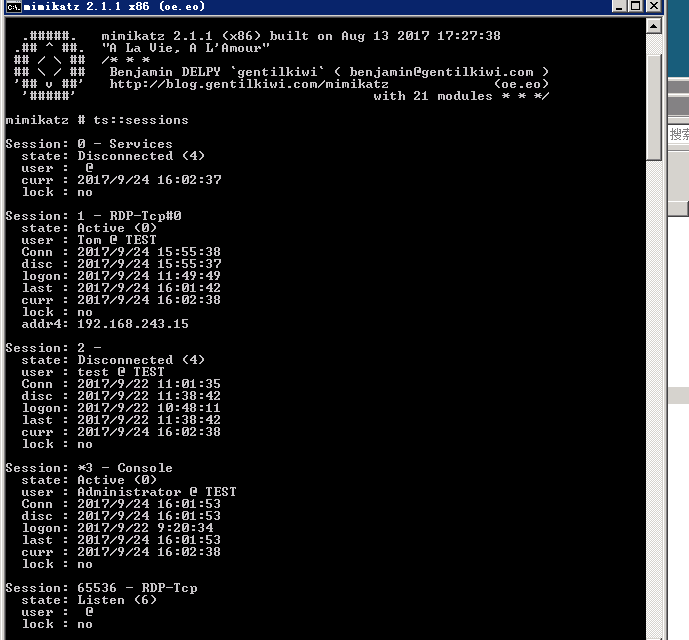 mimikatz 2.1.1 x86 (oe.eo)
  .#####.   mimikatz 2.1.1 (x86) built on Aug 13 2017 17:27:38
 .## ^ ##.  "A La Vie, A L'Amour"
 ## / \ ##  /* * *
 ## \ / ##   Benjamin DELPY `gentilkiwi` ( benjamin@gentilkiwi.com )
 '## v ##'   http://blog.gentilkiwi.com/mimikatz             (oe.eo)
  '#####'                                     with 21 modules * * */
mimikatz # ts::sessions
Session: 0 - Services
  state: Disconnected (4)
  user :  @
  curr : 2017/9/24 16:02:37
  lock : no
Session: 1 - RDP-Tcp#0
  state: Active (0)
  user : Tom @ TEST
  Conn : 2017/9/24 15:55:38
  disc : 2017/9/24 15:55:37
  logon: 2017/9/24 11:49:49
  last : 2017/9/24 16:01:42
  curr : 2017/9/24 16:02:38
  lock : no
  addr4: 192.168.243.15
Session: 2 -
  state: Disconnected (4)
  user : test @ TEST
  Conn : 2017/9/22 11:01:35
  disc : 2017/9/22 11:38:42
  logon: 2017/9/22 10:48:11
  last : 2017/9/22 11:38:42
  curr : 2017/9/24 16:02:38
  lock : no
Session: *3 - Console
  state: Active (0)
  user : Administrator @ TEST
  Conn : 2017/9/24 16:01:53
  disc : 2017/9/24 16:01:53
  logon: 2017/9/22 9:20:34
  last : 2017/9/24 16:01:53
  curr : 2017/9/24 16:02:38
  lock : no
Session: 65536 - RDP-Tcp
  state: Listen (6)
  user :  @
  lock : no
搜索